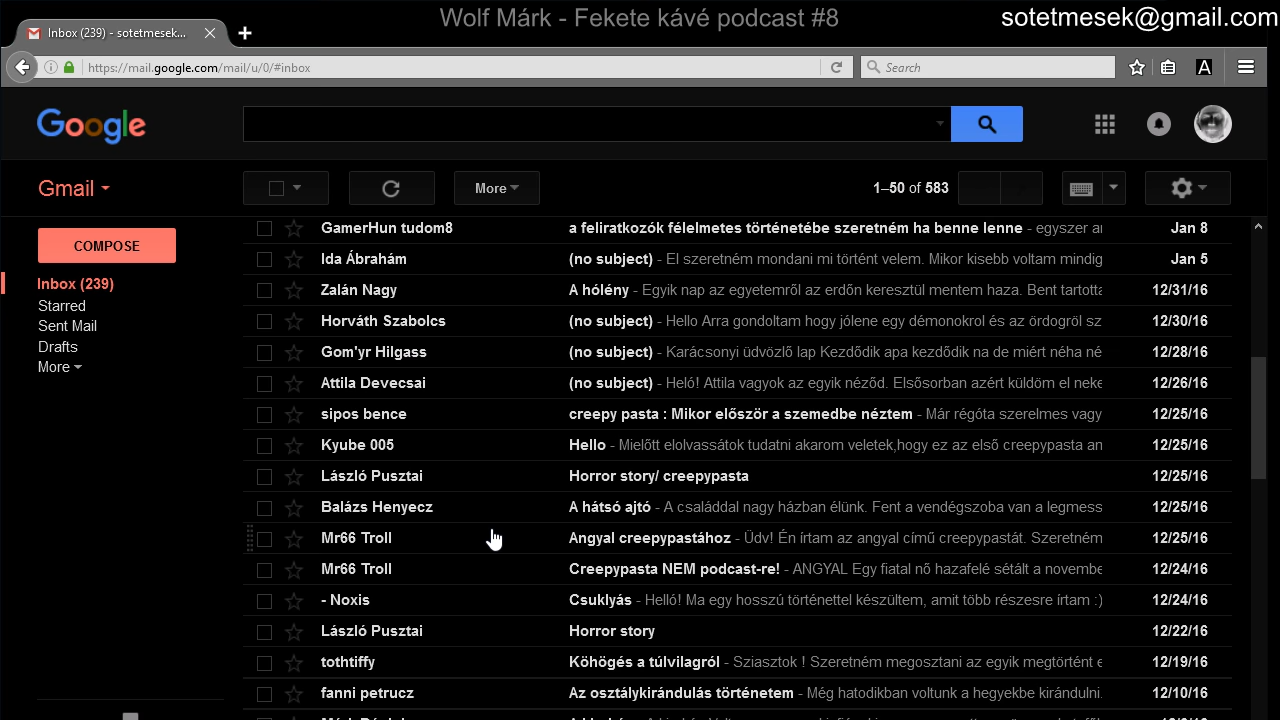 Wolf Márk - Fekete kávé podcast #8
sotetmesek@gmail.com
Inbox (239) - sotetmesek...
https://mail.google.com/mail/u/0/#inbox
Search
A
Google
Gmail
More
1–50 of 583
COMPOSE
Inbox (239)
Starred
Sent Mail
Drafts
More
GamerHun tudom8 a feliratkozók félelmetes történetébe szeretném ha benne lenne - egyszer Jan 8
Ida Ábrahám (no subject) - El szeretném mondani mi történt velem. Mikor kisebb voltam mindig Jan 5
Zalán Nagy A hólény - Egyik nap az egyetemről az erdőn keresztül mentem haza. Bent tartotta 12/31/16
Horváth Szabolcs (no subject) - Hello Arra gondoltam hogy jólene egy démonokrol és az ördogröl sz 12/30/16
Gom'yr Hilgass (no subject) - Karácsonyi üdvözlő lap Kezdődik apa kezdődik na de miért néha né 12/28/16
Attila Devecsai (no subject) - Heló! Attila vagyok az egyik néződ. Elsősorban azért küldöm el neke 12/26/16
sipos bence creepy pasta : Mikor először a szemedbe néztem - Már régóta szerelmes vagy 12/25/16
Kyube 005 Hello - Mielőtt elolvassátok tudatni akarom veletek,hogy ez az első creepypasta am 12/25/16
László Pusztai Horror story/ creepypasta 12/25/16
Balázs Henyecz A hátsó ajtó - A családdal nagy házban élünk. Fent a vendégszoba van a legmess 12/25/16
Mr66 Troll Angyal creepypastához - Üdv! Én írtam az angyal című creepypastát. Szeretném 12/25/16
Mr66 Troll Creepypasta NEM podcast-re! - ANGYAL Egy fiatal nő hazafelé sétált a novembe 12/24/16
- Noxis Csuklyás - Helló! Ma egy hosszú történettel készültem, amit több részesre írtam :) 12/24/16
László Pusztai Horror story 12/22/16
tothtiffy Köhögés a túlvilagról - Sziasztok ! Szeretném megosztani az egyik megtörtént e 12/19/16
fanni petrucz Az osztálykirándulás történetem - Még hatodikban voltunk a hegyekbe kirándulni. 12/10/16